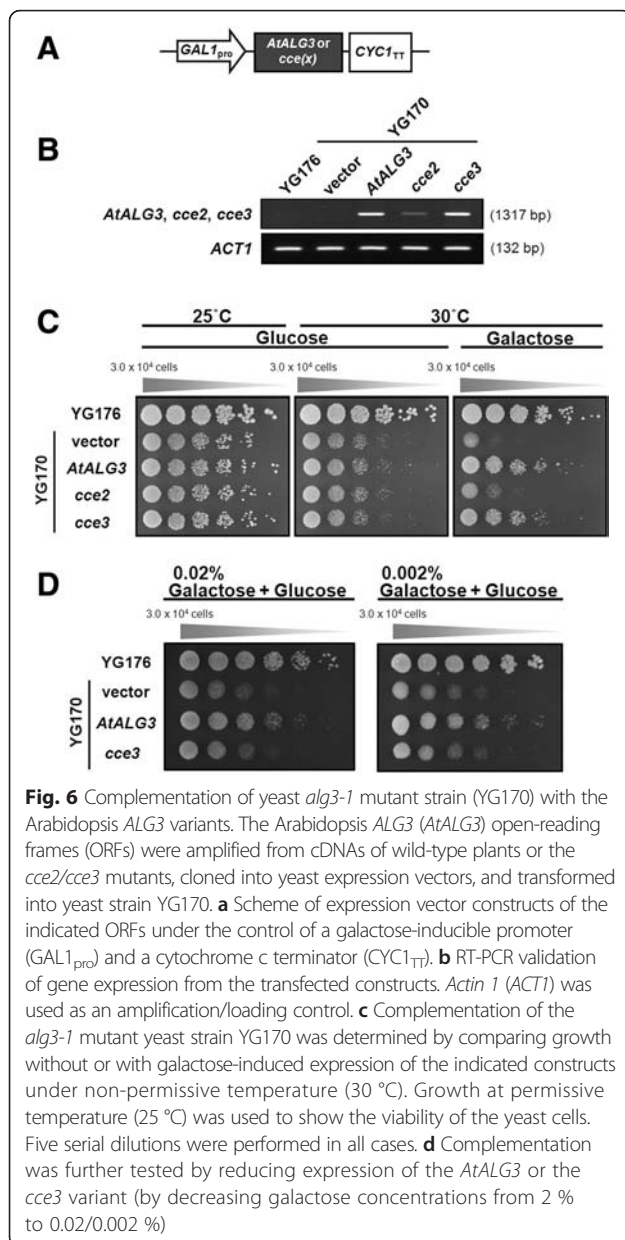 A
GAL1pro
AtALG3 or
cce(x)
CYC1TT
B
YG170
YG176
vector
AtALG3
cce2
cce3
AtALG3, cce2, cce3
(1317 bp)
ACT1
(132 bp)
C
25°C
30°C
Glucose
Galactose
3.0 x 10⁴ cells
3.0 x 10⁴ cells
3.0 x 10⁴ cells
YG176
YG170
vector
AtALG3
cce2
cce3
D
0.02%
Galactose + Glucose
0.002%
Galactose + Glucose
3.0 x 10⁴ cells
3.0 x 10⁴ cells
YG176
YG170
vector
AtALG3
cce3
Fig. 6 Complementation of yeast alg3-1 mutant strain (YG170) with the
Arabidopsis ALG3 variants. The Arabidopsis ALG3 (AtALG3) open-reading
frames (ORFs) were amplified from cDNAs of wild-type plants or the
cce2/cce3 mutants, cloned into yeast expression vectors, and transformed
into yeast strain YG170. a Scheme of expression vector constructs of the
indicated ORFs under the control of a galactose-inducible promoter
(GAL1pro) and a cytochrome c terminator (CYC1TT). b RT-PCR validation
of gene expression from the transfected constructs. Actin 1 (ACT1) was
used as an amplification/loading control. c Complementation of the
alg3-1 mutant yeast strain YG170 was determined by comparing growth
without or with galactose-induced expression of the indicated constructs
under non-permissive temperature (30 °C). Growth at permissive
temperature (25 °C) was used to show the viability of the yeast cells.
Five serial dilutions were performed in all cases. d Complementation
was further tested by reducing expression of the AtALG3 or the
cce3 variant (by decreasing galactose concentrations from 2 %
to 0.02/0.002 %)